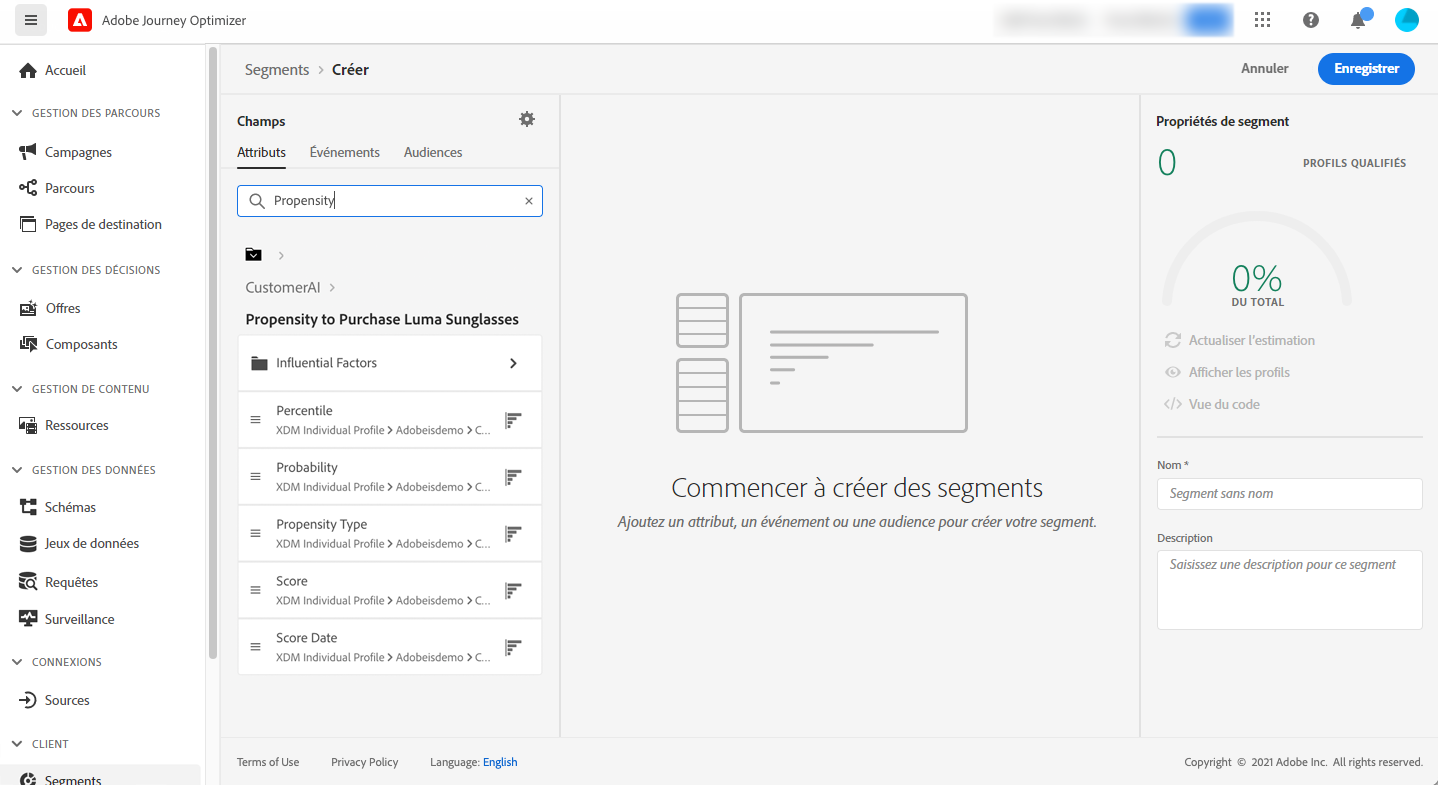 Adobe Journey Optimizer
Accueil
GESTION DES PARCOURS
Campagnes
Parcours
Pages de destination
GESTION DES DÉCISIONS
Offres
Composants
GESTION DE CONTENU
Ressources
GESTION DES DONNÉES
Schémas
Jeux de données
Requêtes
Surveillance
CONNEXIONS
Sources
CLIENT
Segments
Segments > Créer
Annuler
Enregistrer
Champs
Attributs Événements Audiences
Propensity
CustomerAI
Propensity to Purchase Luma Sunglasses
Influential Factors
Percentile
XDM Individual Profile > Adobeisdemo > C...
Probability
XDM Individual Profile > Adobeisdemo > C...
Propensity Type
XDM Individual Profile > Adobeisdemo > C...
Score
XDM Individual Profile > Adobeisdemo > C...
Score Date
XDM Individual Profile > Adobeisdemo > C...
Commencer à créer des segments
Ajoutez un attribut, un événement ou une audience pour créer votre segment.
Propriétés de segment
0 PROFILS QUALIFIÉS
0%
DU TOTAL
Actualiser l'estimation
Afficher les profils
Vue du code
Nom *
Segment sans nom
Description
Saisissez une description pour ce segment
Terms of Use Privacy Policy Language: English
Copyright © 2021 Adobe Inc. All rights reserved.